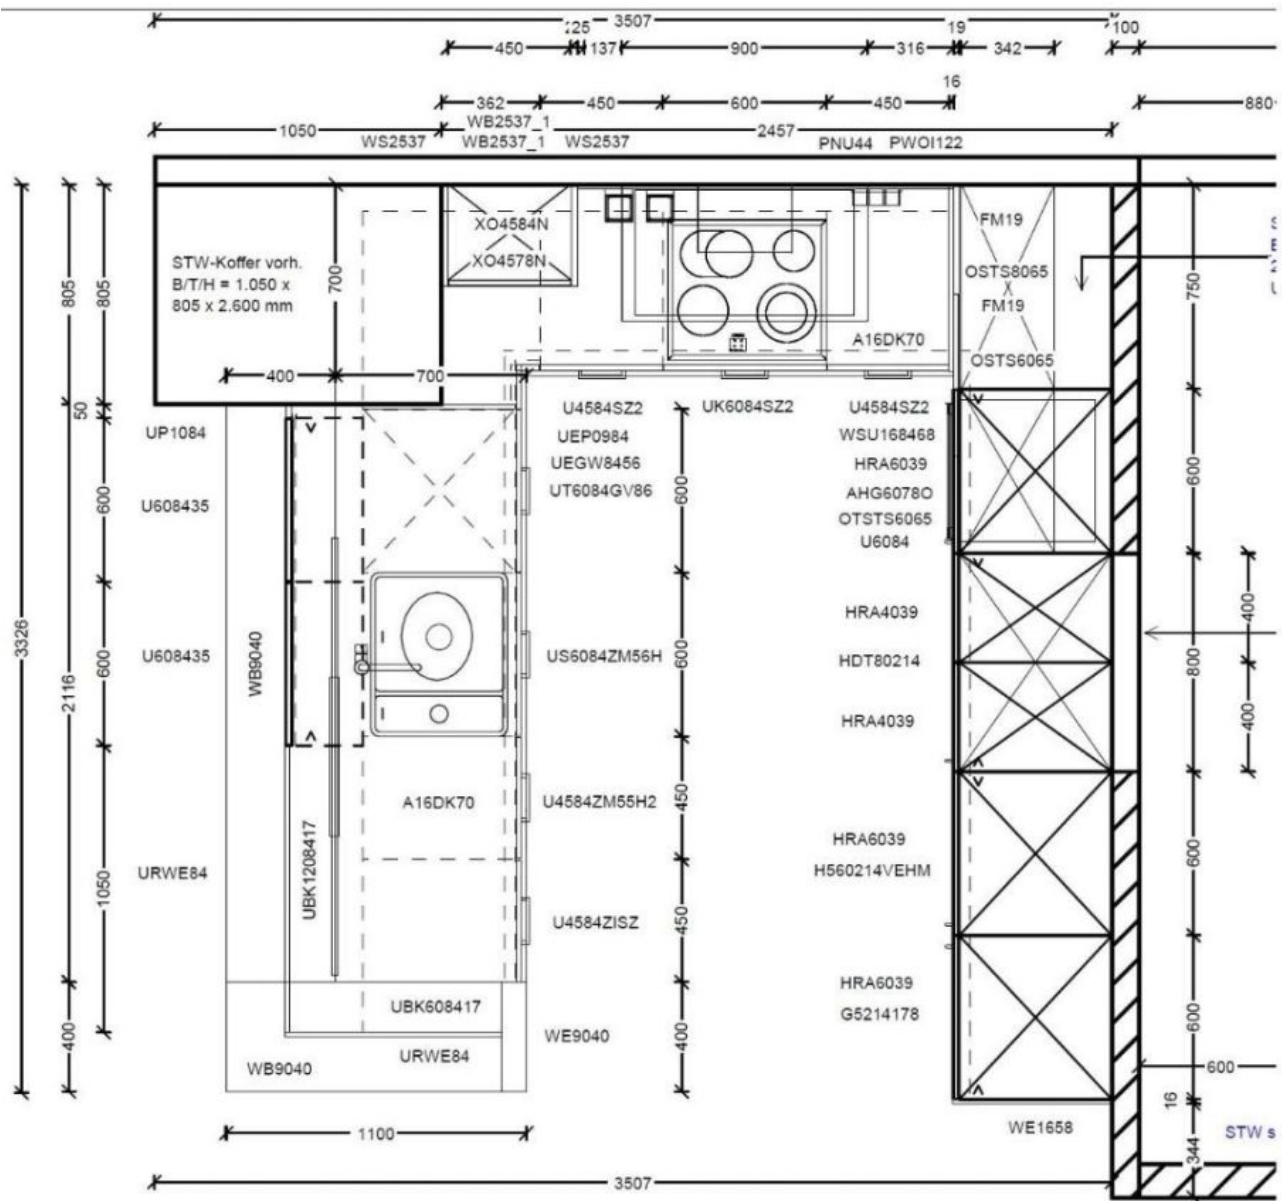 3507
125
19
100
450
137
900
316
342
16
362
450
600
450
880
WB2537_1
1050
2457
WS2537
WB2537_1
WS2537
PNU44
PWOI122
XO4584N
XO4578N
FM19
OSTS8065
FM19
OSTS6065
STW-Koffer vorh.
B/T/H = 1.050 x
805 x 2.600 mm
700
805
805
750
A16DK70
400
700
50
UP1084
U4584SZ2
UK6084SZ2
U4584SZ2
UEP0984
WSU168468
UEGW8456
HRA6039
UT6084GV86
AHG6078O
OTSTS6065
U6084
U608435
600
600
600
3326
2116
U608435
600
WB9040
US6084ZM56H
600
HRA4039
HDT80214
HRA4039
800
400
400
A16DK70
U4584ZM55H2
450
UBK1208417
URWE84
1050
HRA6039
H560214VEHM
600
U4584ZISZ
450
HRA6039
G5214178
600
UBK608417
400
URWE84
WE9040
400
WB9040
600
16
WE1658
STW s
1100
344
3507